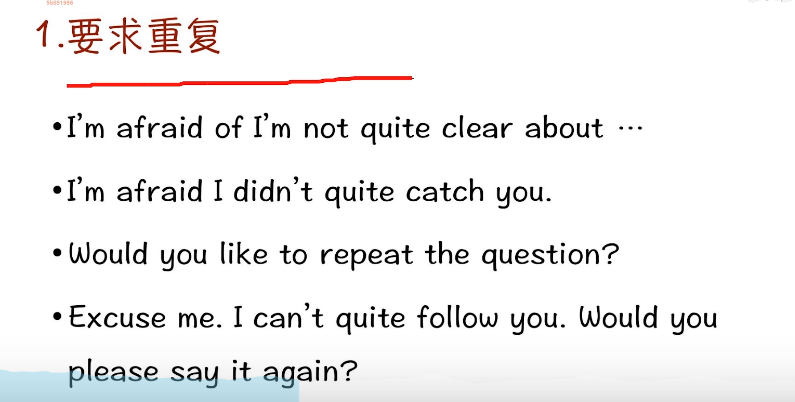 1.要求重复
•I'm afraid of I'm not quite clear about …
•I'm afraid I didn't quite catch you.
•Would you like to repeat the question?
•Excuse me. I can't quite follow you. Would you
please say it again?